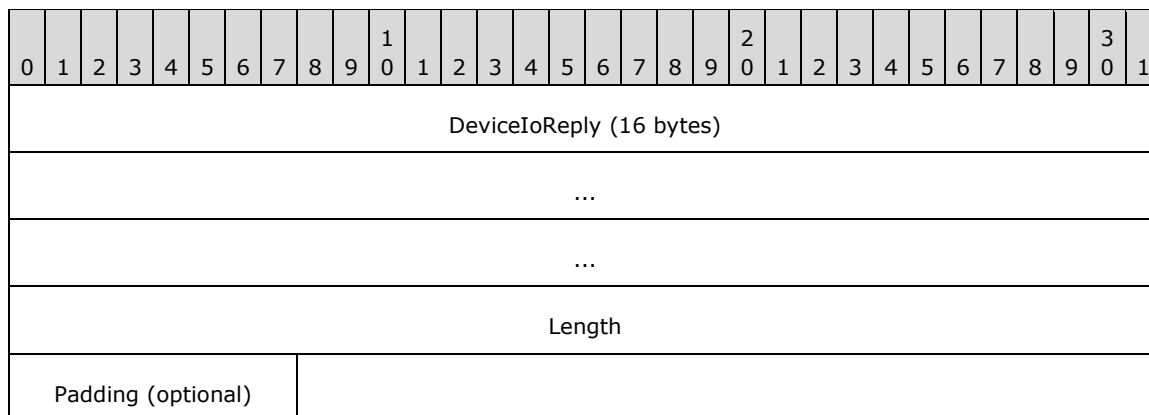 1 2 3
0 1 2 3 4 5 6 7 8 9 0 1 2 3 4 5 6 7 8 9 0 1 2 3 4 5 6 7 8 9 0 1
DeviceIoReply (16 bytes)
...
...
Length
Padding (optional)